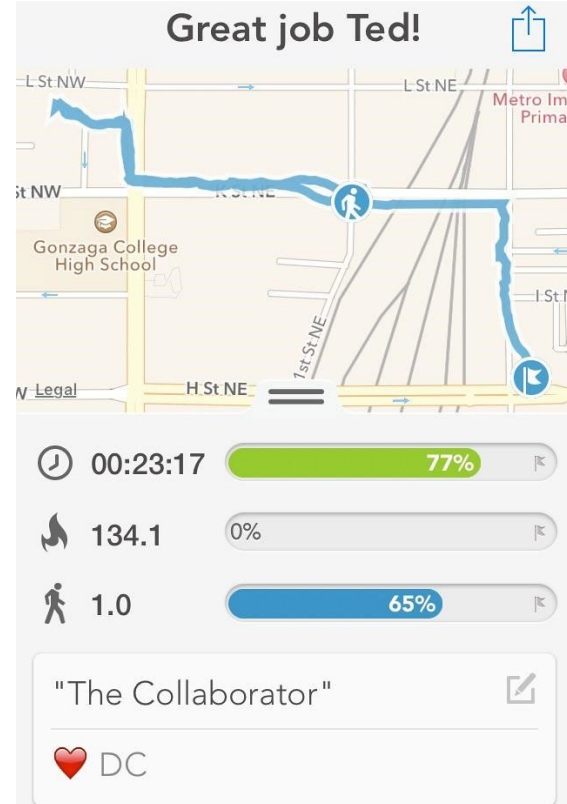 Great job Ted!
L St NW
L St NE
Metro Im
Prima
St NW
K St NE
Gonzaga College
High School
I St N
1st St NE
W Legal
H St NE
00:23:17
77%
134.1
0%
1.0
65%
"The Collaborator"
❤️ DC